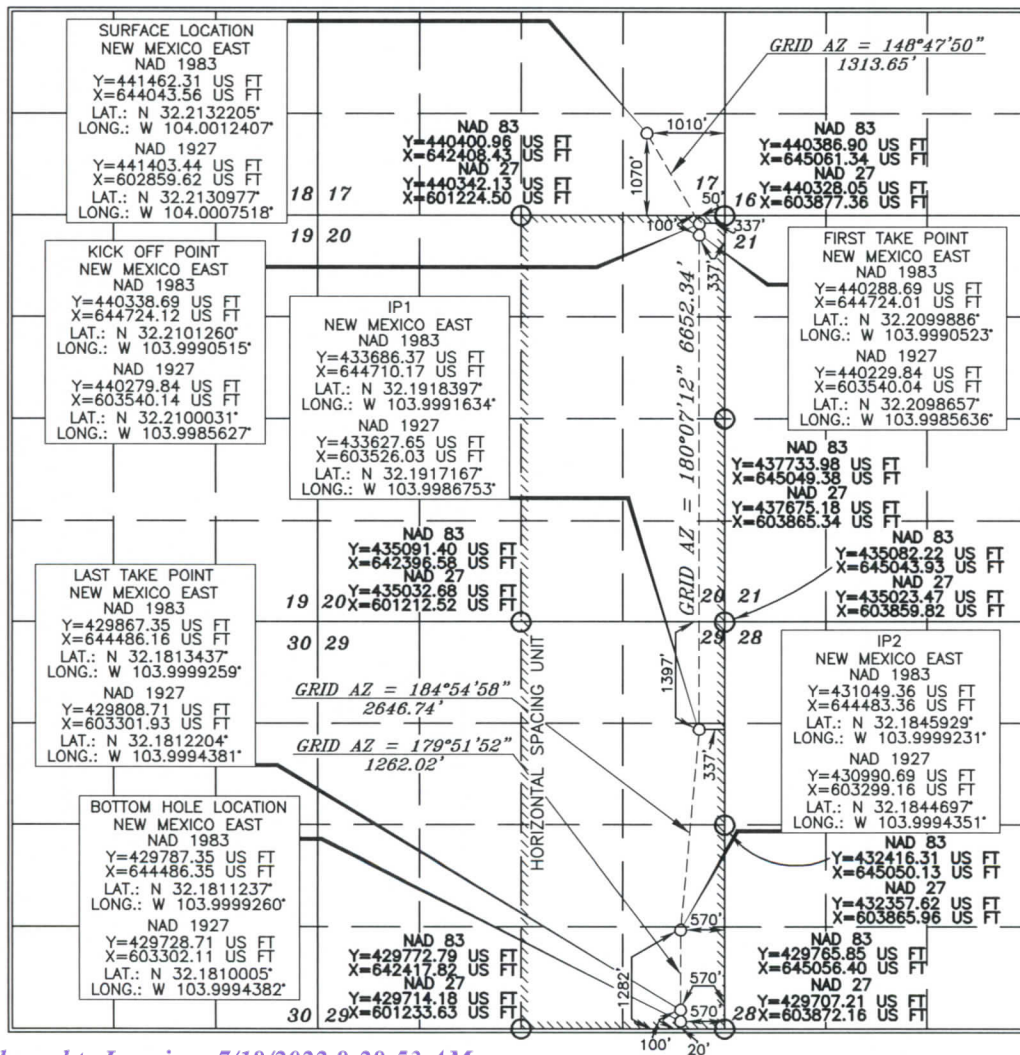 SURFACE LOCATION
NEW MEXICO EAST
NAD 1983
Y=441462.31 US FT
X=644043.56 US FT
LAT.: N 32.2132205°
LONG.: W 104.0012407°
NAD 1927
Y=441403.44 US FT
X=602859.62 US FT
LAT.: N 32.2130977°
LONG.: W 104.0007518°
GRID AZ = 148°47'50"
1313.65'
NAD 83
Y=440400.96 US FT
X=642408.43 US FT
NAD 27
Y=440342.13 US FT
X=601224.50 US FT
1010'
1070'
NAD 83
Y=440386.90 US FT
X=645061.34 US FT
NAD 27
Y=440328.05 US FT
X=603877.36 US FT
18 17
19 20
17
16
21
50'
100'
337'
337'
KICK OFF POINT
NEW MEXICO EAST
NAD 1983
Y=440338.69 US FT
X=644724.12 US FT
LAT.: N 32.2101260°
LONG.: W 103.9990515°
NAD 1927
Y=440279.84 US FT
X=603540.14 US FT
LAT.: N 32.2100031°
LONG.: W 103.9985627°
IP1
NEW MEXICO EAST
NAD 1983
Y=433686.37 US FT
X=644710.17 US FT
LAT.: N 32.1918397°
LONG.: W 103.9991634°
NAD 1927
Y=433627.65 US FT
X=603526.03 US FT
LAT.: N 32.1917167°
LONG.: W 103.9986753°
GRID AZ = 180°07'12" 6652.34'
FIRST TAKE POINT
NEW MEXICO EAST
NAD 1983
Y=440288.69 US FT
X=644724.01 US FT
LAT.: N 32.2099886°
LONG.: W 103.9990523°
NAD 1927
Y=440229.84 US FT
X=603540.04 US FT
LAT.: N 32.2098657°
LONG.: W 103.9985636°
NAD 83
Y=437733.98 US FT
X=645049.38 US FT
NAD 27
Y=437675.18 US FT
X=603865.34 US FT
NAD 83
Y=435091.40 US FT
X=642396.58 US FT
NAD 27
Y=435032.68 US FT
X=601212.52 US FT
NAD 83
Y=435082.22 US FT
X=645043.93 US FT
NAD 27
Y=435023.47 US FT
X=603859.82 US FT
19 20
30 29
20 21
29 28
LAST TAKE POINT
NEW MEXICO EAST
NAD 1983
Y=429867.35 US FT
X=644486.16 US FT
LAT.: N 32.1813437°
LONG.: W 103.9999259°
NAD 1927
Y=429808.71 US FT
X=603301.93 US FT
LAT.: N 32.1812204°
LONG.: W 103.9994381°
GRID AZ = 184°54'58"
2646.74'
GRID AZ = 179°51'52"
1262.02'
HORIZONTAL SPACING UNIT
1397'
337'
IP2
NEW MEXICO EAST
NAD 1983
Y=431049.36 US FT
X=644483.36 US FT
LAT.: N 32.1845929°
LONG.: W 103.9999231°
NAD 1927
Y=430990.69 US FT
X=603299.16 US FT
LAT.: N 32.1844697°
LONG.: W 103.9994351°
BOTTOM HOLE LOCATION
NEW MEXICO EAST
NAD 1983
Y=429787.35 US FT
X=644486.35 US FT
LAT.: N 32.1811237°
LONG.: W 103.9999260°
NAD 1927
Y=429728.71 US FT
X=603302.11 US FT
LAT.: N 32.1810005°
LONG.: W 103.9994382°
NAD 83
Y=432416.31 US FT
X=645050.13 US FT
NAD 27
Y=432357.62 US FT
X=603865.96 US FT
NAD 83
Y=429772.79 US FT
X=642417.82 US FT
NAD 27
Y=429714.18 US FT
X=601233.63 US FT
570'
1282'
570'
570'
100'
20'
NAD 83
Y=429765.85 US FT
X=645056.40 US FT
NAD 27
Y=429707.21 US FT
X=603872.16 US FT
30 29
28